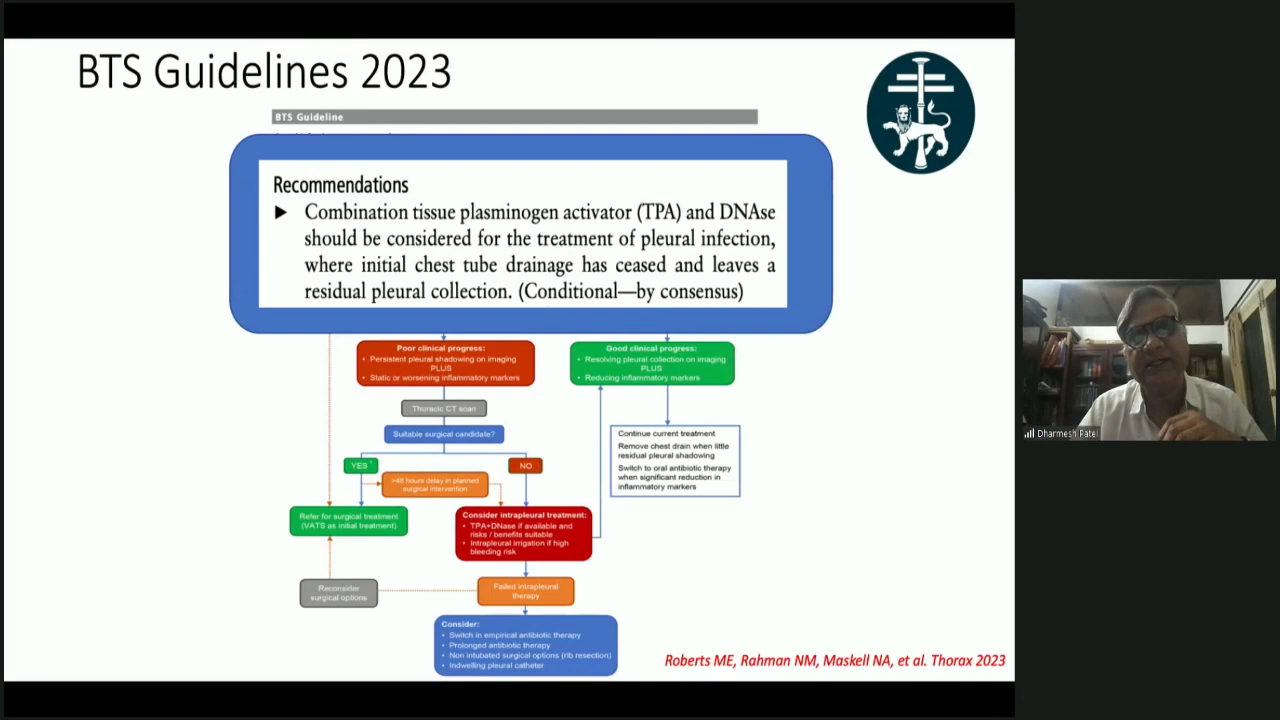 BTS Guidelines 2023
BTS Guideline
Recommendations
▶ Combination tissue plasminogen activator (TPA) and DNAse
should be considered for the treatment of pleural infection,
where initial chest tube drainage has ceased and leaves a
residual pleural collection. (Conditional—by consensus)
Poor clinical progress:
• Persistent pleural shadowing on imaging
PLUS
• Static or worsening inflammatory markers
Good clinical progress:
• Resolving pleural collection on imaging
PLUS
• Reducing inflammatory markers
Thoracic CT scan
Suitable surgical candidate?
Continue current treatment
Remove chest drain when little
residual pleural shadowing
Switch to oral antibiotic therapy
when significant reduction in
inflammatory markers
YES
NO
>48 hours delay in planned
surgical intervention
Refer for surgical treatment
(VATS as initial treatment)
Consider intrapleural treatment:
• TPA+DNase if available and
risks / benefits suitable
• Intrapleural irrigation if high
bleeding risk
Reconsider
surgical options
Failed intrapleural
therapy
Consider:
• Switch in empirical antibiotic therapy
• Prolonged antibiotic therapy
• Non intubated surgical options (rib resection)
• Indwelling pleural catheter
Roberts ME, Rahman NM, Maskell NA, et al. Thorax 2023
Dharmesh Patel